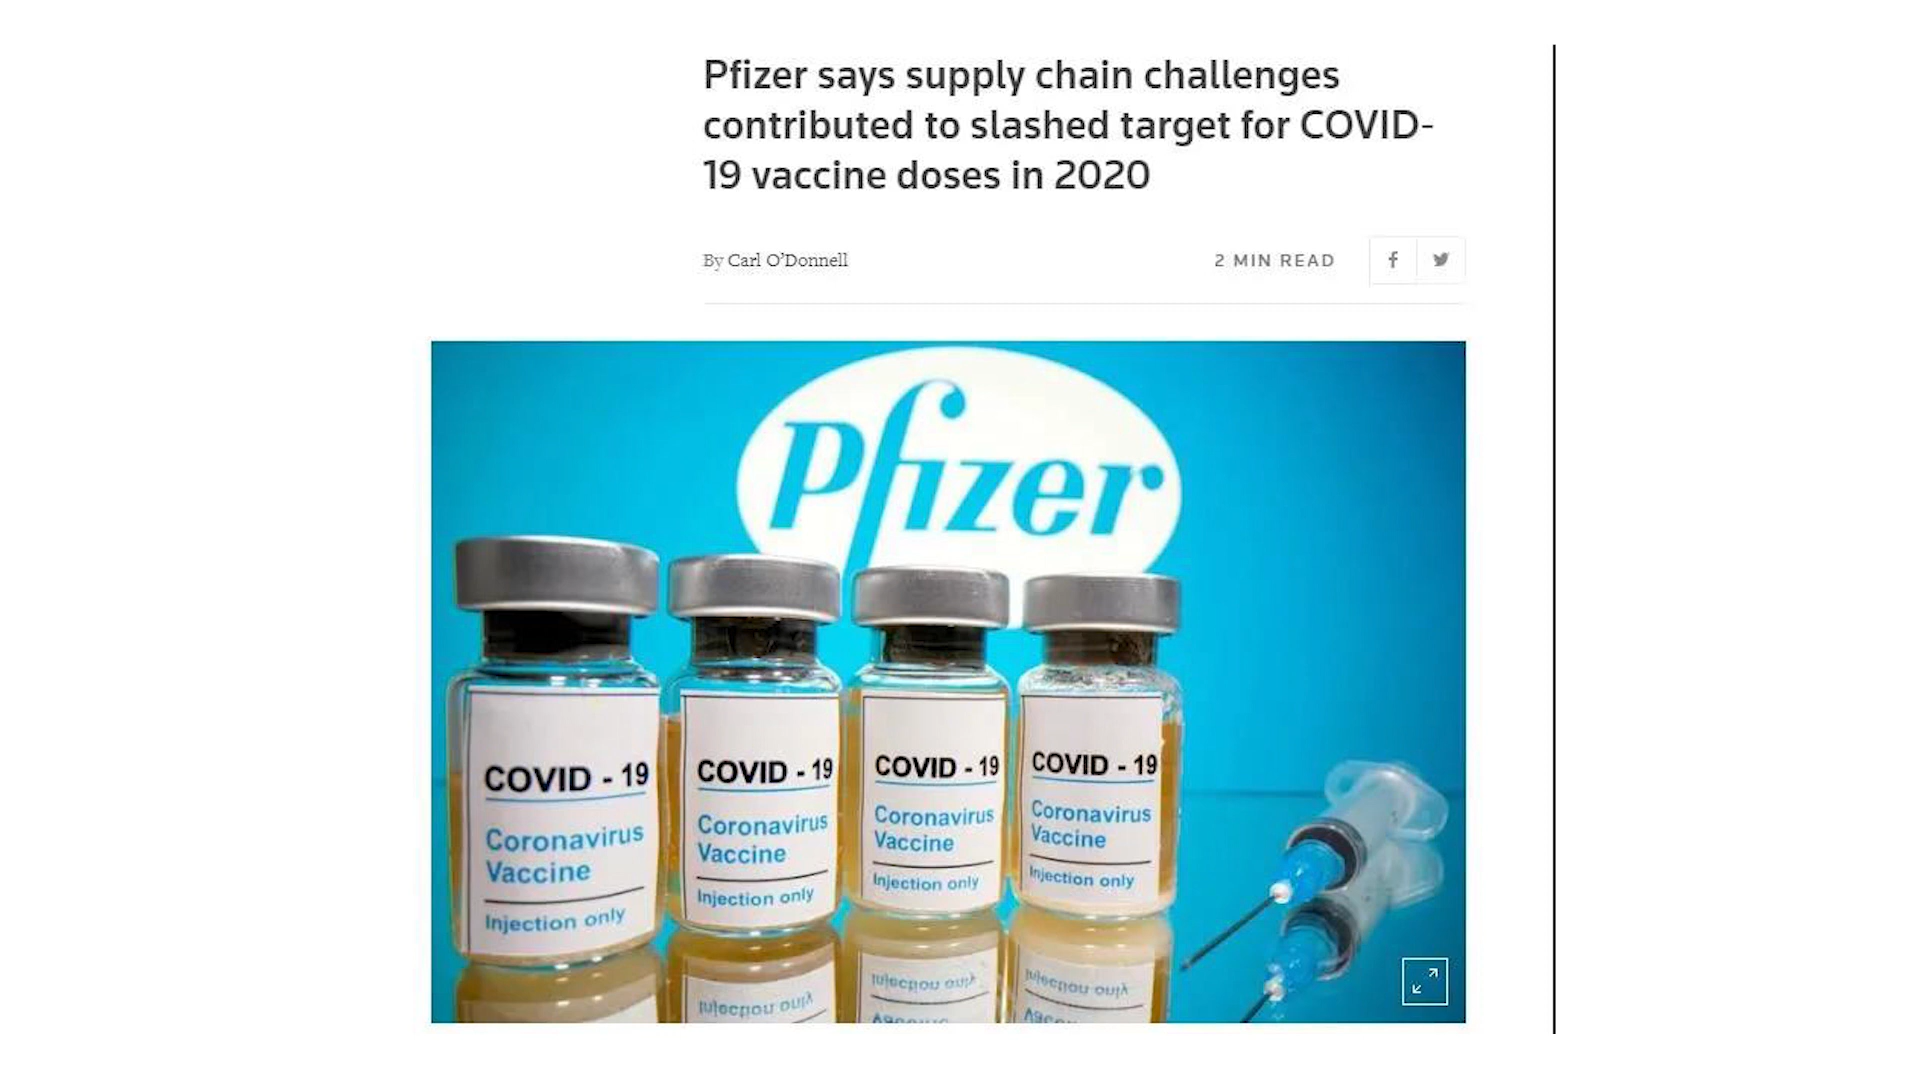 Pfizer says supply chain challenges
contributed to slashed target for COVID-
19 vaccine doses in 2020
By Carl O'Donnell
2 MIN READ
Pfizer
COVID - 19
Coronavirus
Vaccine
Injection only
COVID - 19
Coronavirus
Vaccine
Injection only
COVID - 19
Coronavirus
Vaccine
Injection only
COVID - 19
Coronavirus
Vaccine
Injection only